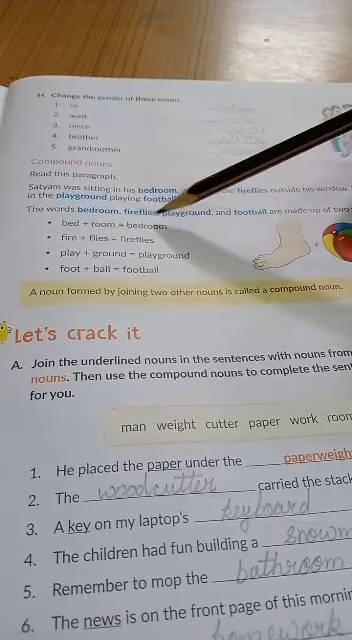 H. Change the gender of these nouns.
1. sir
2. aunt
3. niece
4. brother
5. grandmother
Compound nouns
Read this paragraph.
Satyam was sitting in his bedroom, the fireflies outside his window.
in the playground playing football
The words bedroom, fireflies, playground, and football are made up of two
• bed + room = bedroom
• fire + flies = fireflies
• play + ground = playground
• foot + ball = football
+
A noun formed by joining two other nouns is called a compound noun.
Let's crack it
A. Join the underlined nouns in the sentences with nouns from
nouns. Then use the compound nouns to complete the sen
for you.
man weight cutter paper work room
1. He placed the paper under the paperweigh
2. The woodcutter carried the stack
3. A key on my laptop's keyboard
4. The children had fun building a snowm
5. Remember to mop the bathroom
6. The news is on the front page of this mornin
homework